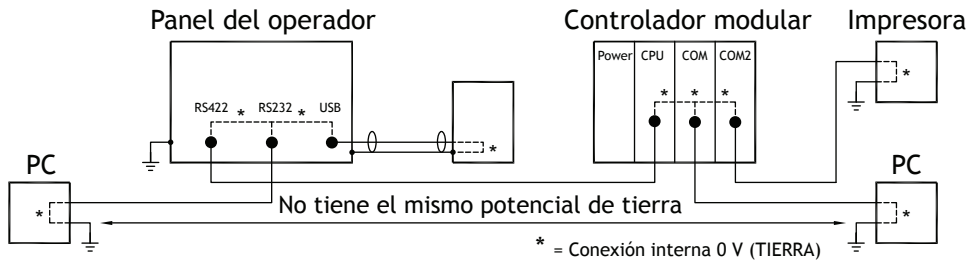 Panel del operador
Controlador modular
Impresora
Power CPU COM COM2
RS422 * RS232 * USB
* * *
*
*
PC
PC
*
*
No tiene el mismo potencial de tierra
* = Conexión interna 0 V (TIERRA)